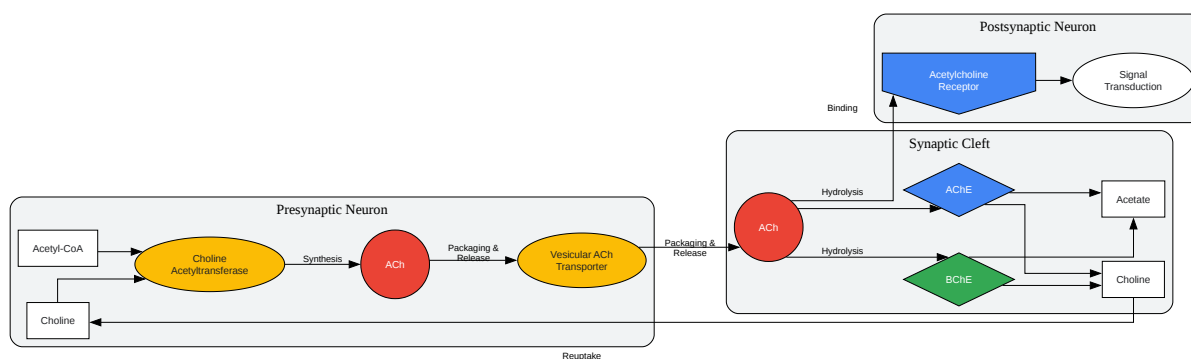 Postsynaptic Neuron
Acetylcholine
Receptor
Signal
Transduction
Binding
Synaptic Cleft
Hydrolysis
AChE
Acetate
ACh
Hydrolysis
BChE
Choline
Presynaptic Neuron
Acetyl-CoA
Choline
Acetyltransferase
Synthesis
ACh
Packaging &
Release
Vesicular ACh
Transporter
Packaging &
Release
Choline
Reuptake